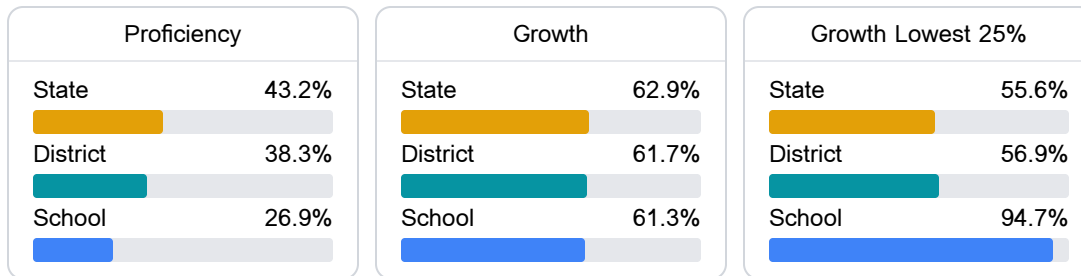 Proficiency
State 43.2%
District 38.3%
School 26.9%
Growth
State 62.9%
District 61.7%
School 61.3%
Growth Lowest 25%
State 55.6%
District 56.9%
School 94.7%